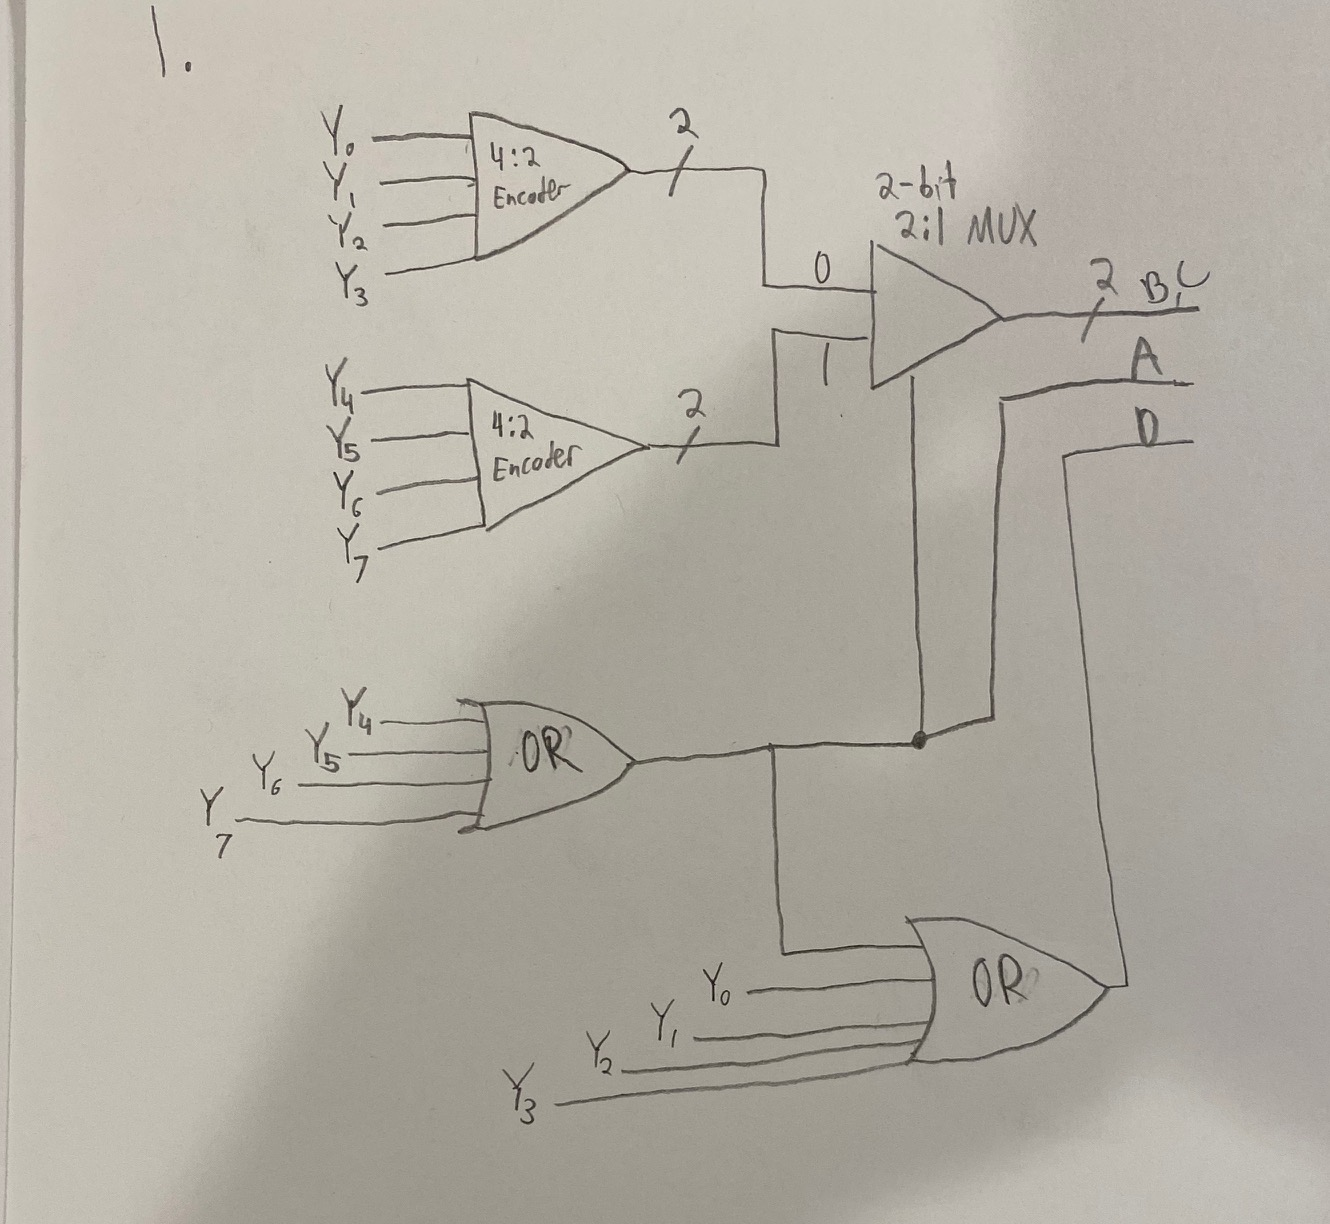 1.
Y₀
Y₁
Y₂
Y₃
4:2
Encoder
2
2-bit
2:1 MUX
0
1
2
B,C
A
D
Y₄
Y₅
Y₆
Y₇
4:2
Encoder
2
Y₄
Y₅
Y₆
Y₇
OR
Y₀
Y₁
Y₂
Y₃
OR